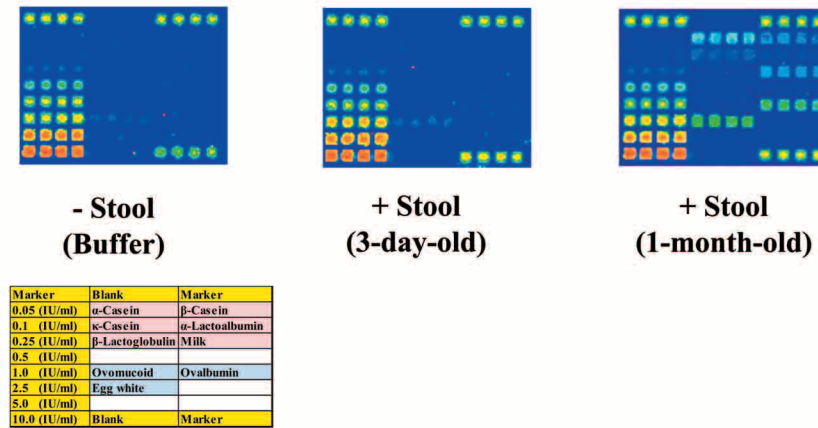 - Stool
(Buffer)
+ Stool
(3-day-old)
+ Stool
(1-month-old)
Marker Blank Marker
0.05 (IU/ml) α-Casein β-Casein
0.1 (IU/ml) κ-Casein α-Lactoalbumin
0.25 (IU/ml) β-Lactoglobulin Milk
0.5 (IU/ml)
1.0 (IU/ml) Ovomucoid Ovalbumin
2.5 (IU/ml) Egg white
5.0 (IU/ml)
10.0 (IU/ml) Blank Marker